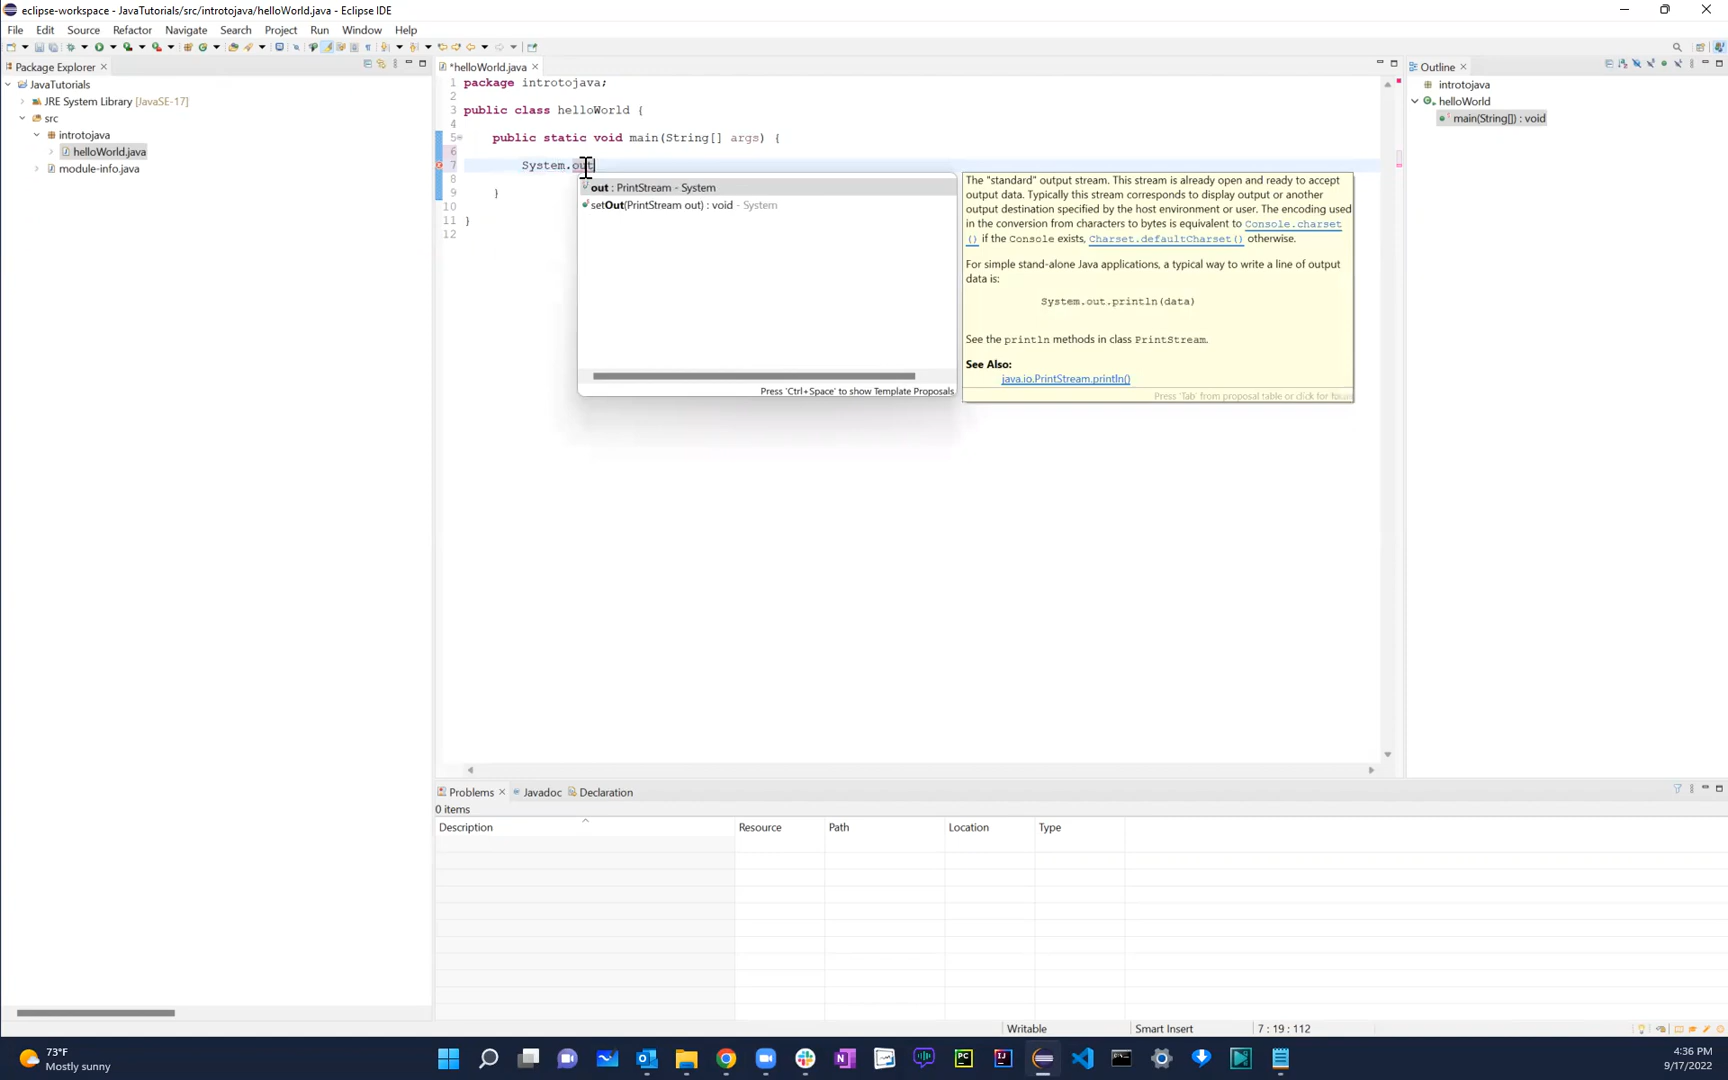 eclipse-workspace - JavaTutorials/src/introtojava/helloWorld.java - Eclipse IDE
File Edit Source Refactor Navigate Search Project Run Window Help
Package Explorer
JavaTutorials
JRE System Library [JavaSE-17]
src
introtojava
helloWorld.java
module-info.java
*helloWorld.java
1 package introtojava;
2
3 public class helloWorld {
4
5 public static void main(String[] args) {
6
7 System.out
8
9 }
10
11 }
12
out : PrintStream - System
setOut(PrintStream out) : void - System
Press 'Ctrl+Space' to show Template Proposals
The "standard" output stream. This stream is already open and ready to accept
output data. Typically this stream corresponds to display output or another
output destination specified by the host environment or user. The encoding used
in the conversion from characters to bytes is equivalent to Console.charset
() if the Console exists, Charset.defaultCharset() otherwise.
For simple stand-alone Java applications, a typical way to write a line of output
data is:
System.out.println(data)
See the println methods in class PrintStream.
See Also:
java.io.PrintStream.println()
Press 'Tab' from proposal table or click for
Outline
introtojava
helloWorld
main(String[]) : void
Problems Javadoc Declaration
0 items
Description Resource Path Location Type
Writable Smart Insert 7 : 19 : 112
73°F
Mostly sunny
4:36 PM
9/17/2022